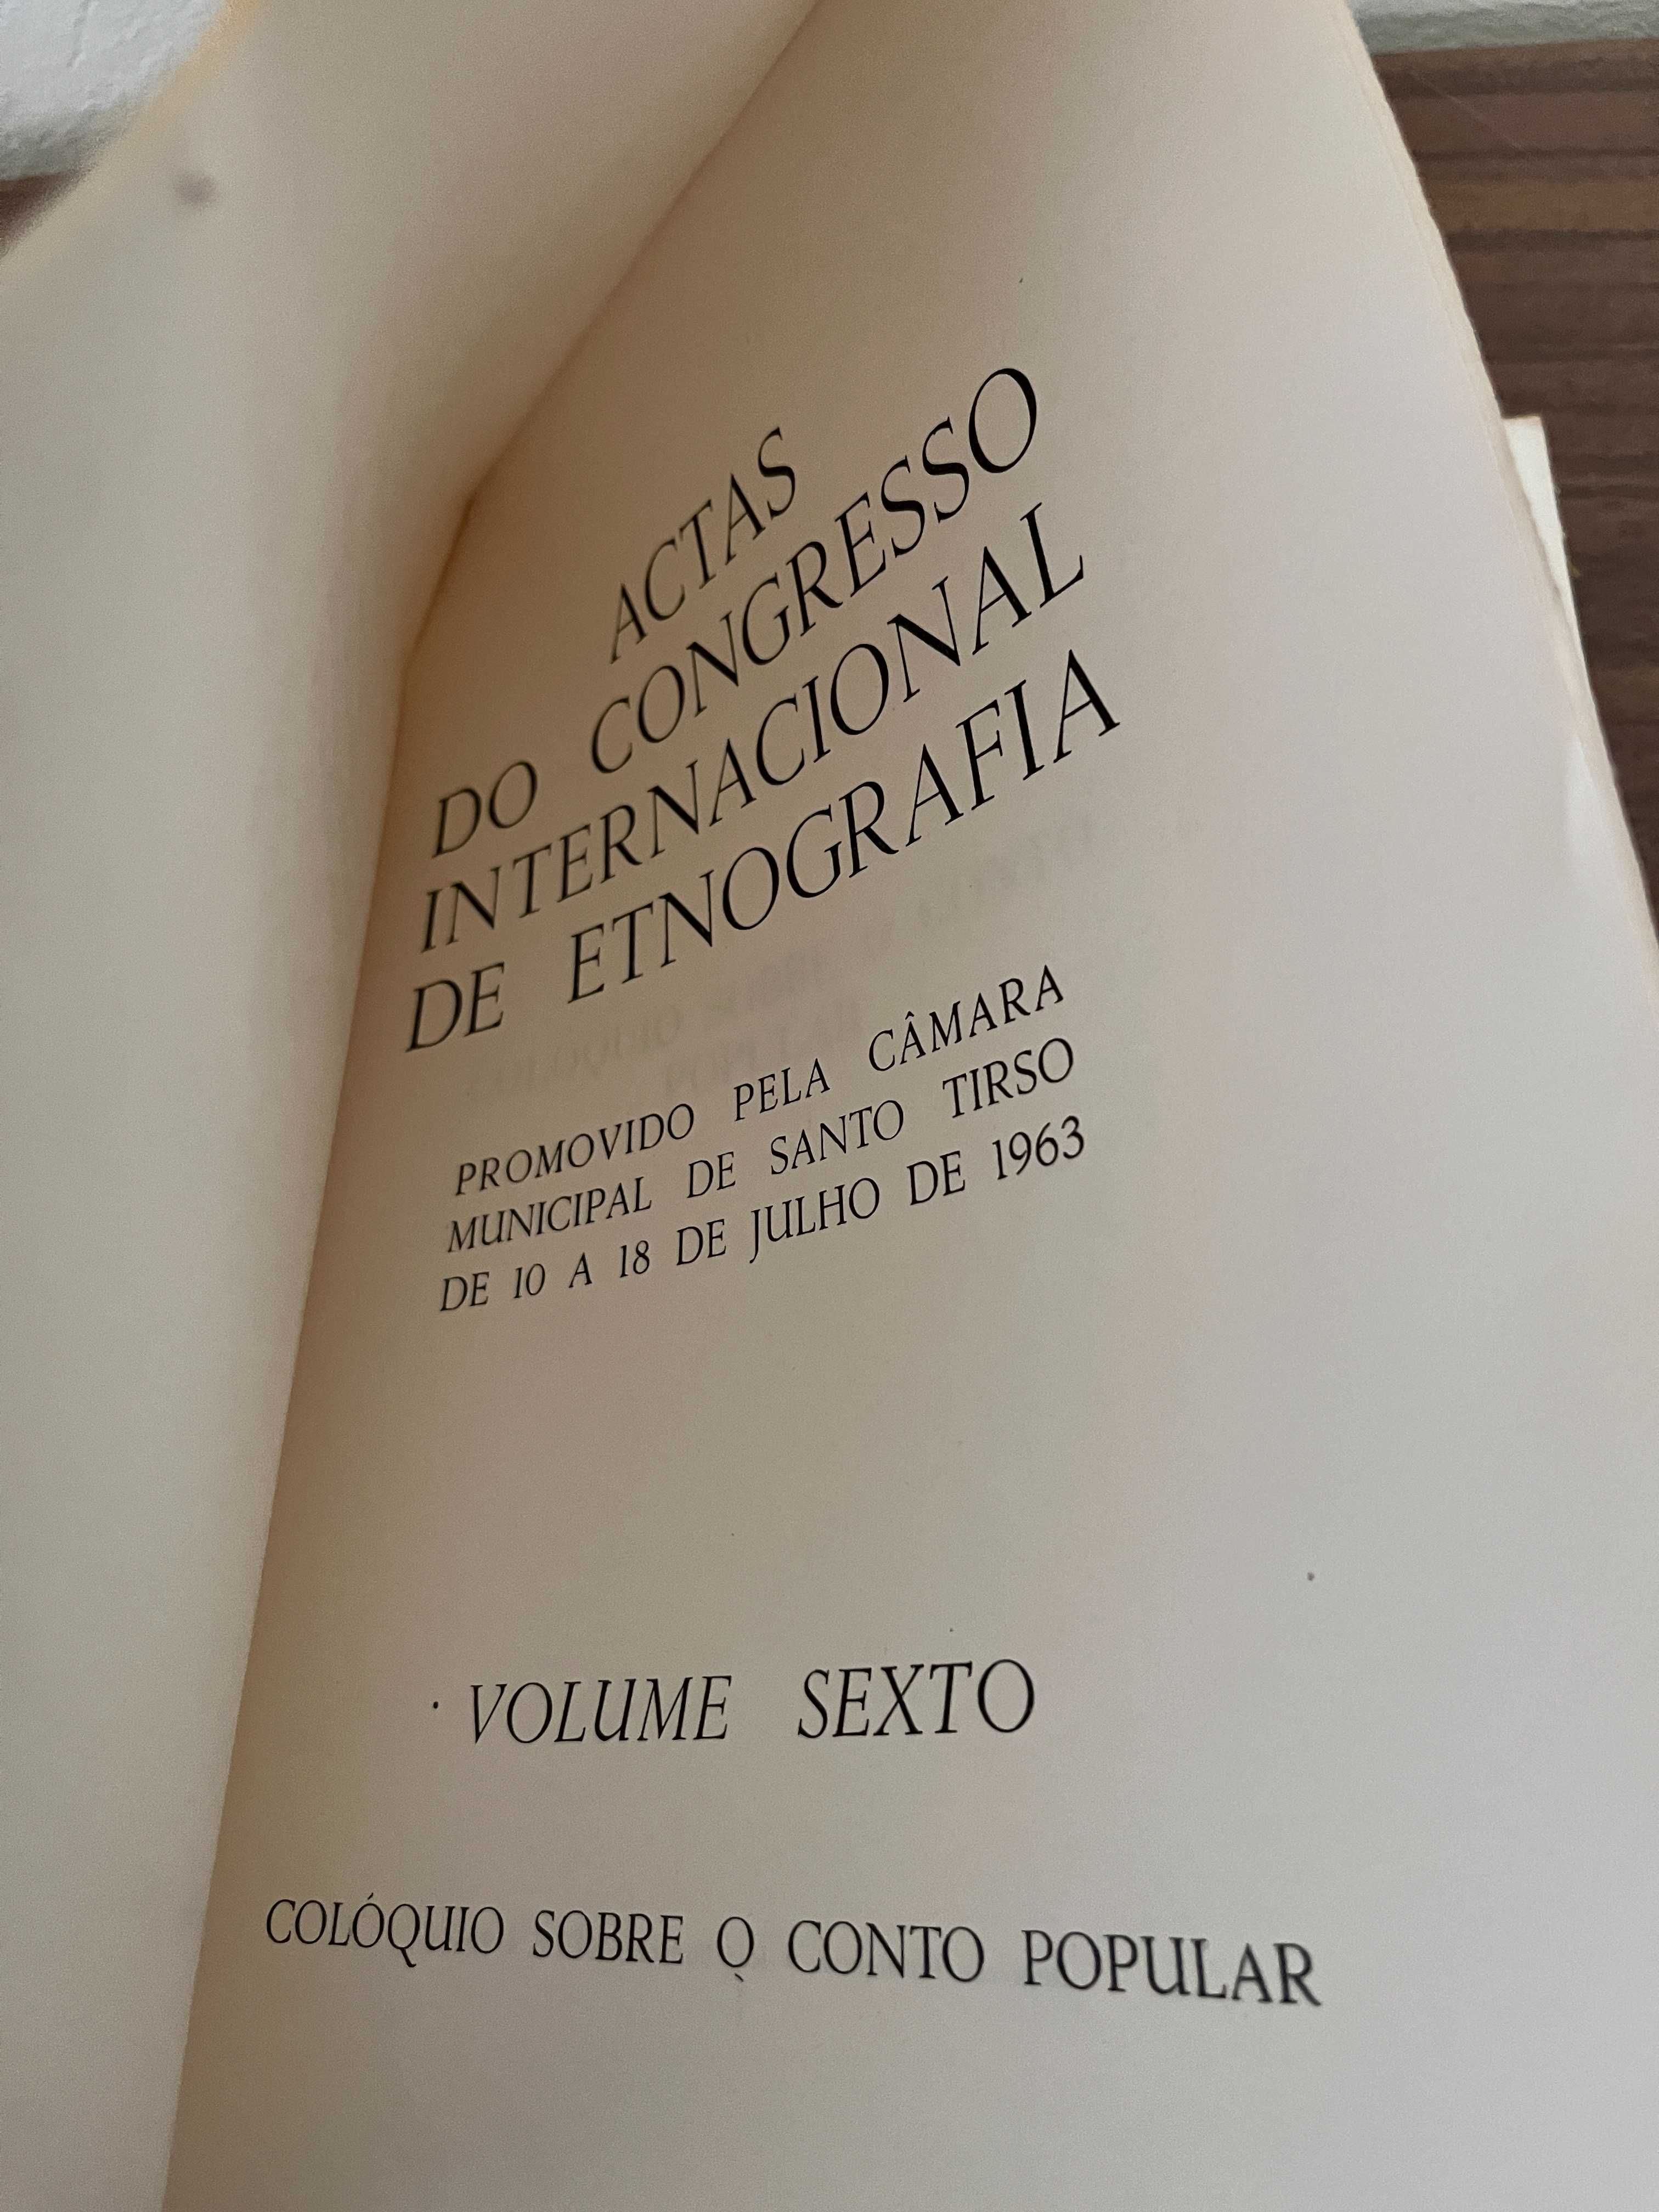 ACTAS
DO CONGRESSO
INTERNACIONAL
DE ETNOGRAFIA
PROMOVIDO PELA CÂMARA
MUNICIPAL DE SANTO TIRSO
DE 10 A 18 DE JULHO DE 1963
VOLUME SEXTO
COLÓQUIO SOBRE O CONTO POPULAR